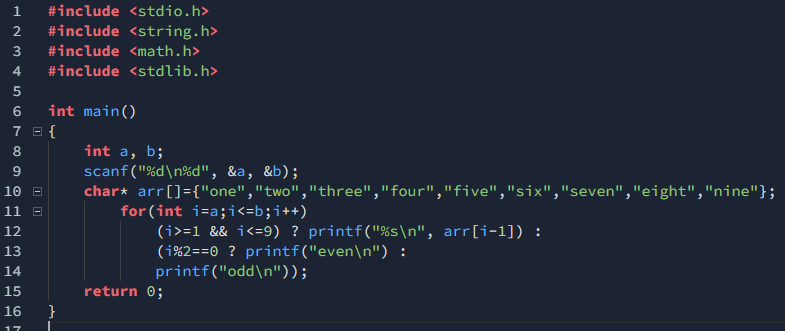 1 #include <stdio.h>
2 #include <string.h>
3 #include <math.h>
4 #include <stdlib.h>
5
6 int main()
7 {
8     int a, b;
9     scanf("%d\n%d", &a, &b);
10     char* arr[]={"one","two","three","four","five","six","seven","eight","nine"};
11         for(int i=a;i<=b;i++)
12             (i>=1 && i<=9) ? printf("%s\n", arr[i-1]) :
13             (i%2==0 ? printf("even\n") :
14             printf("odd\n"));
15     return 0;
16 }
17